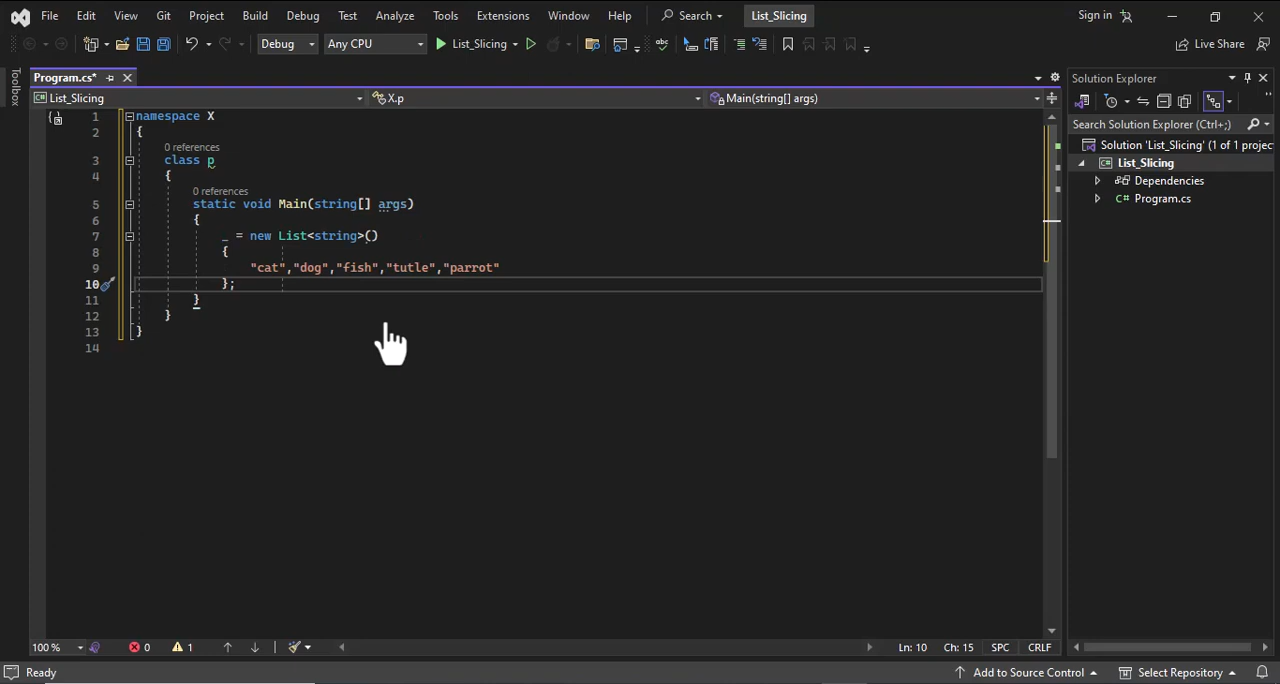 File Edit View Git Project Build Debug Test Analyze Tools Extensions Window Help Search List_Slicing Sign in
Debug Any CPU List_Slicing abc Live Share
Toolbox
Program.cs*
Solution Explorer
List_Slicing X.p Main(string[] args)
Search Solution Explorer (Ctrl+;)
Solution 'List_Slicing' (1 of 1 project
List_Slicing
Dependencies
C# Program.cs
1 namespace X
2 {
0 references
3 class p
4 {
0 references
5 static void Main(string[] args)
6 {
7 _ = new List<string>()
8 {
9 "cat","dog","fish","tutle","parrot"
10 };
11 }
12 }
13 }
14
100 % 0 1 Ln: 10 Ch: 15 SPC CRLF
Ready Add to Source Control Select Repository